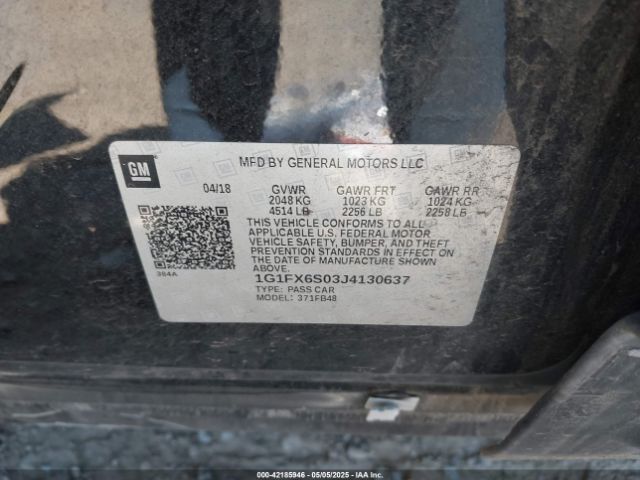 GM
MFD BY GENERAL MOTORS LLC
04/18 GVWR GAWR FRT GAWR RR
2048 KG 1023 KG 1024 KG
4514 LB 2256 LB 2258 LB
THIS VEHICLE CONFORMS TO ALL
APPLICABLE U.S. FEDERAL MOTOR
VEHICLE SAFETY, BUMPER, AND THEFT
PREVENTION STANDARDS IN EFFECT ON
THE DATE OF MANUFACTURE SHOWN
ABOVE.
384A
1G1FX6S03J4130637
TYPE: PASS CAR
MODEL: 371FB48
© IAA - 42185946 - 05/05/2025 - IAAI.COM